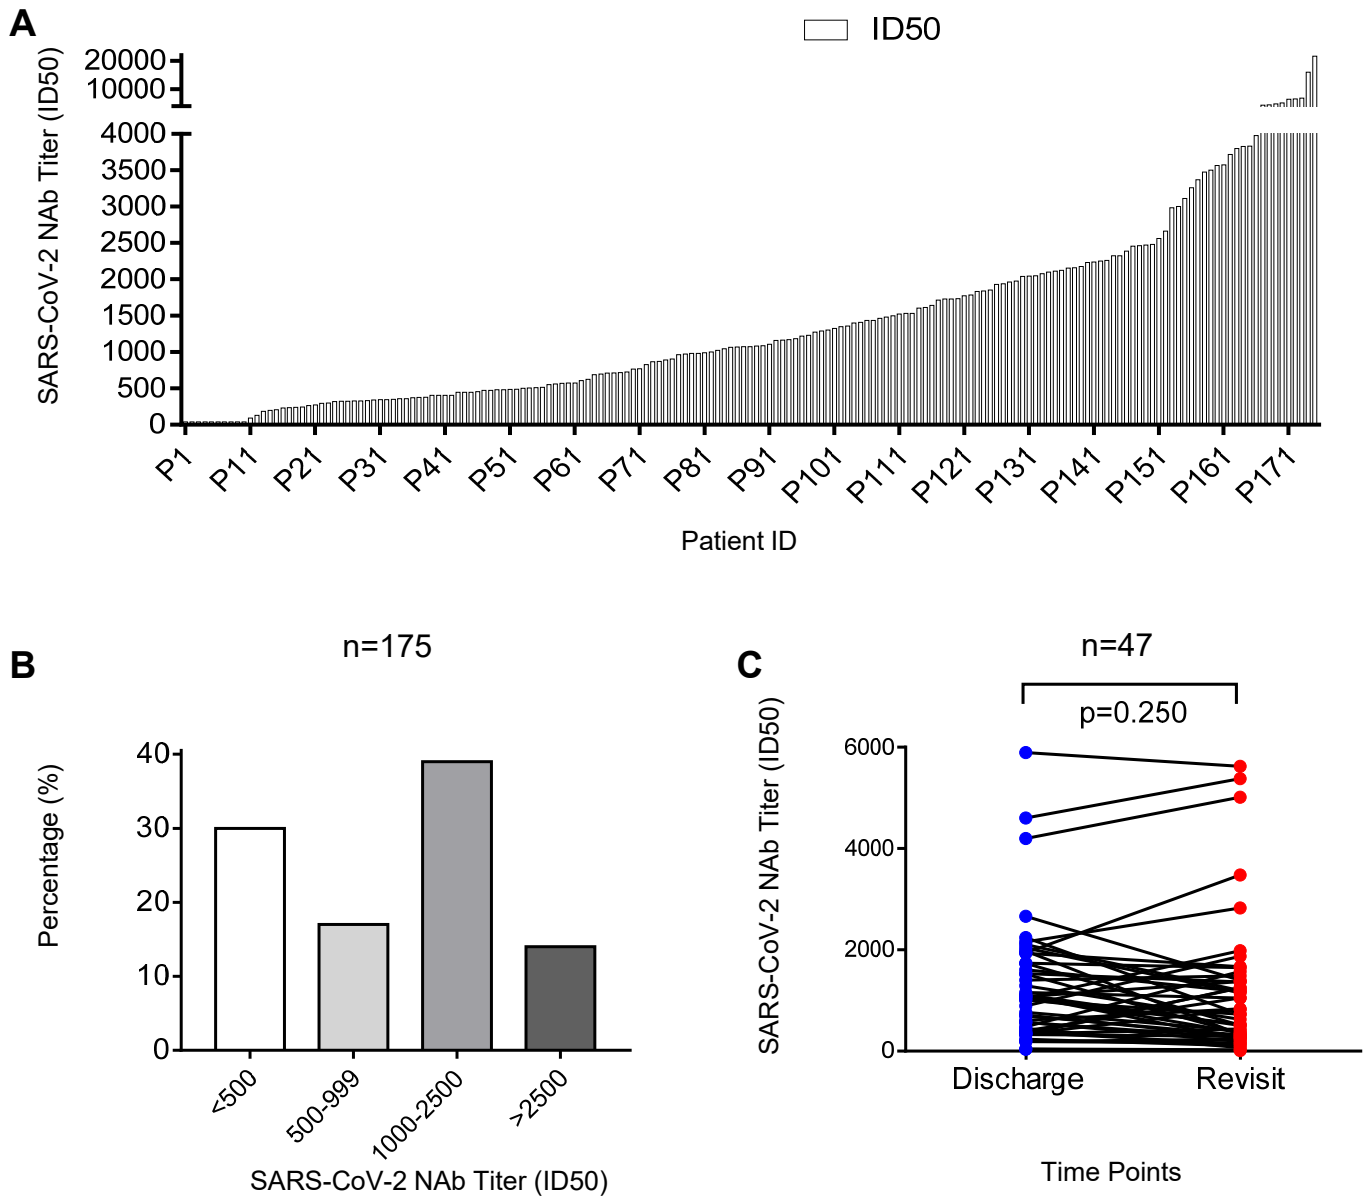 A
ID50
SARS-CoV-2 NAb Titer (ID50)
20000
10000
4000
3500
3000
2500
2000
1500
1000
500
0
P1 P11 P21 P31 P41 P51 P61 P71 P81 P91 P101 P111 P121 P131 P141 P151 P161 P171
Patient ID
B
n=175
Percentage (%)
40
30
20
10
0
<500 500-999 1000-2500 >2500
SARS-CoV-2 NAb Titer (ID50)
C
n=47
p=0.250
SARS-CoV-2 NAb Titer (ID50)
6000
4000
2000
0
Discharge Revisit
Time Points